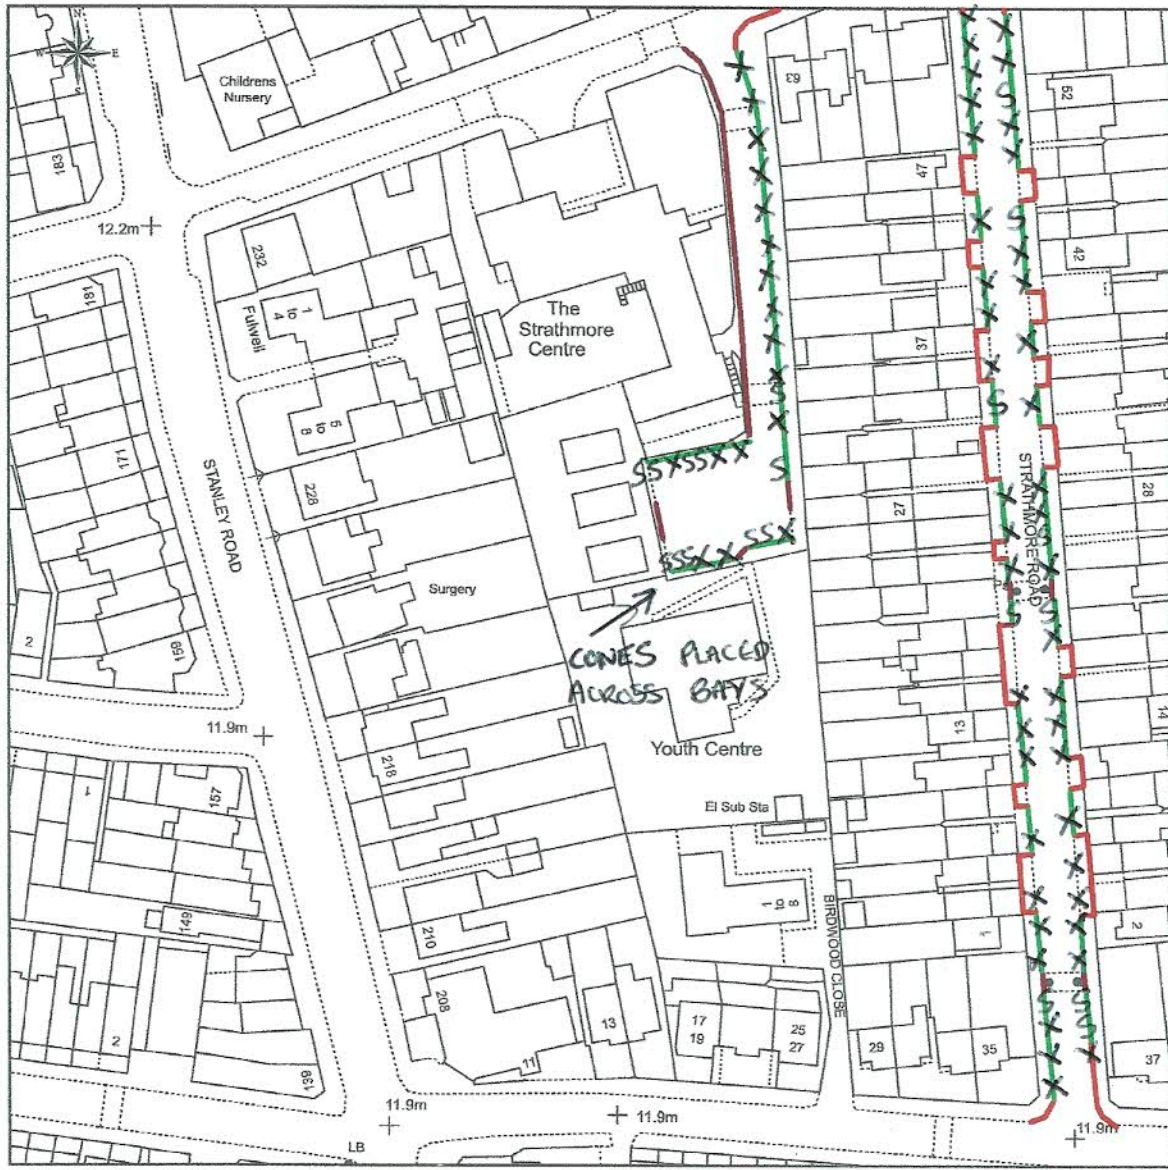 N
W
E
S
Childrens
Nursery
183
12.2m
232
1
to
4
Fulwell
5
to
8
The
Strathmore
Centre
63
52
47
42
37
181
171
228
STANLEY ROAD
159
2
Surgery
27
28
STRATHMORE ROAD
SSXSSXX
SSSXX
SSX
CONES PLACED
ACROSS BAYS
Youth Centre
El Sub Sta
13
14
11.9m
218
157
1
149
2
139
210
208
11
13
17
19
25
27
1
to
8
BIRDWOOD CLOSE
29
35
1
2
37
11.9m
11.9m
11.9m
LB